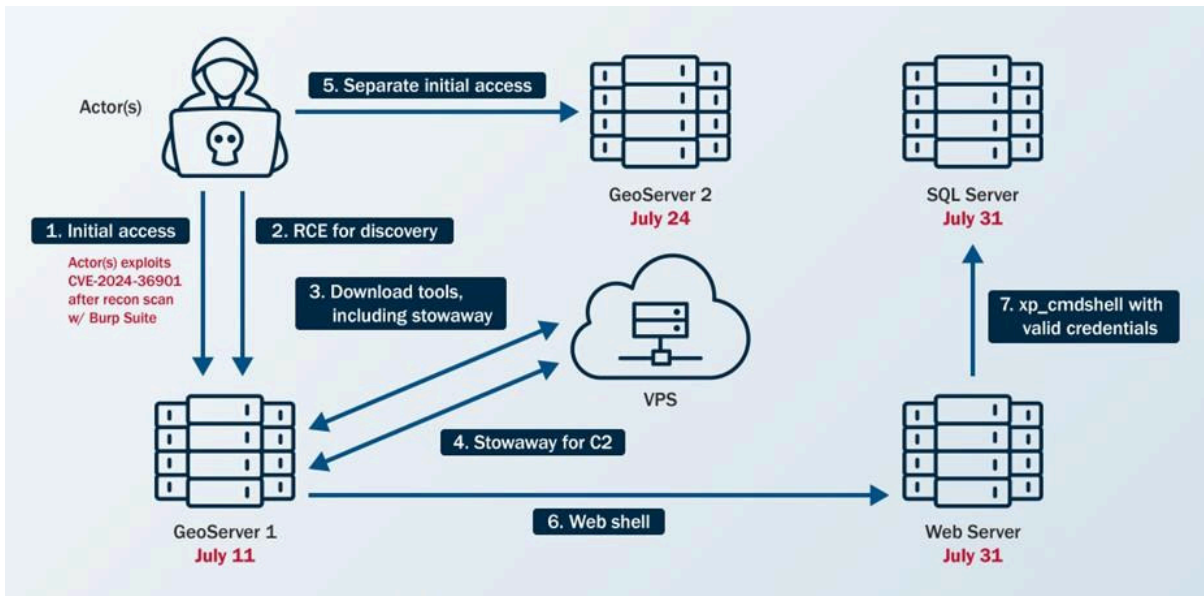 Actor(s)
5. Separate initial access
GeoServer 2
July 24
SQL Server
July 31
1. Initial access
Actor(s) exploits
CVE-2024-36901
after recon scan
w/ Burp Suite
2. RCE for discovery
3. Download tools,
including stowaway
VPS
4. Stowaway for C2
7. xp_cmdshell with
valid credentials
GeoServer 1
July 11
6. Web shell
Web Server
July 31